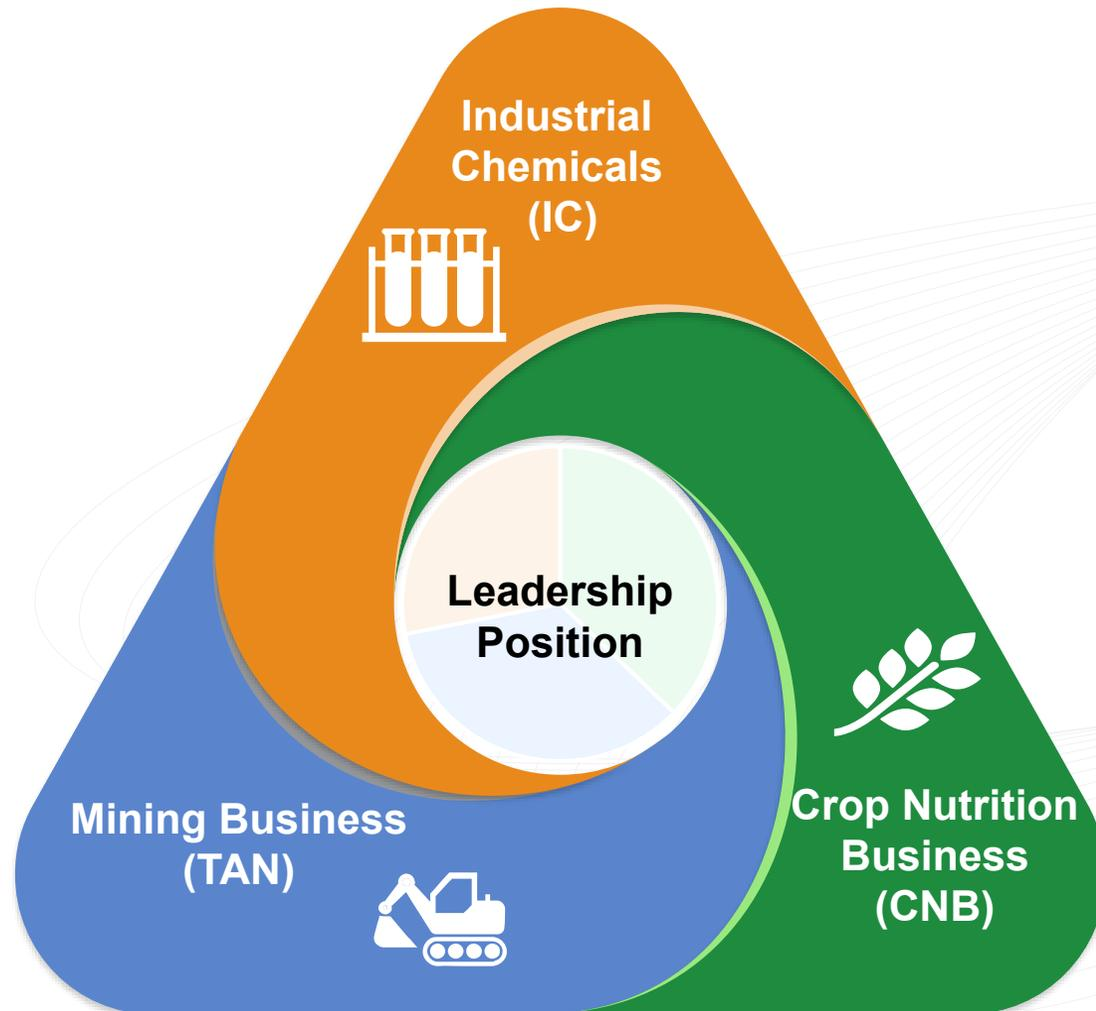 Industrial
Chemicals
(IC)
Leadership
Position
Mining Business
(TAN)
Crop Nutrition
Business
(CNB)